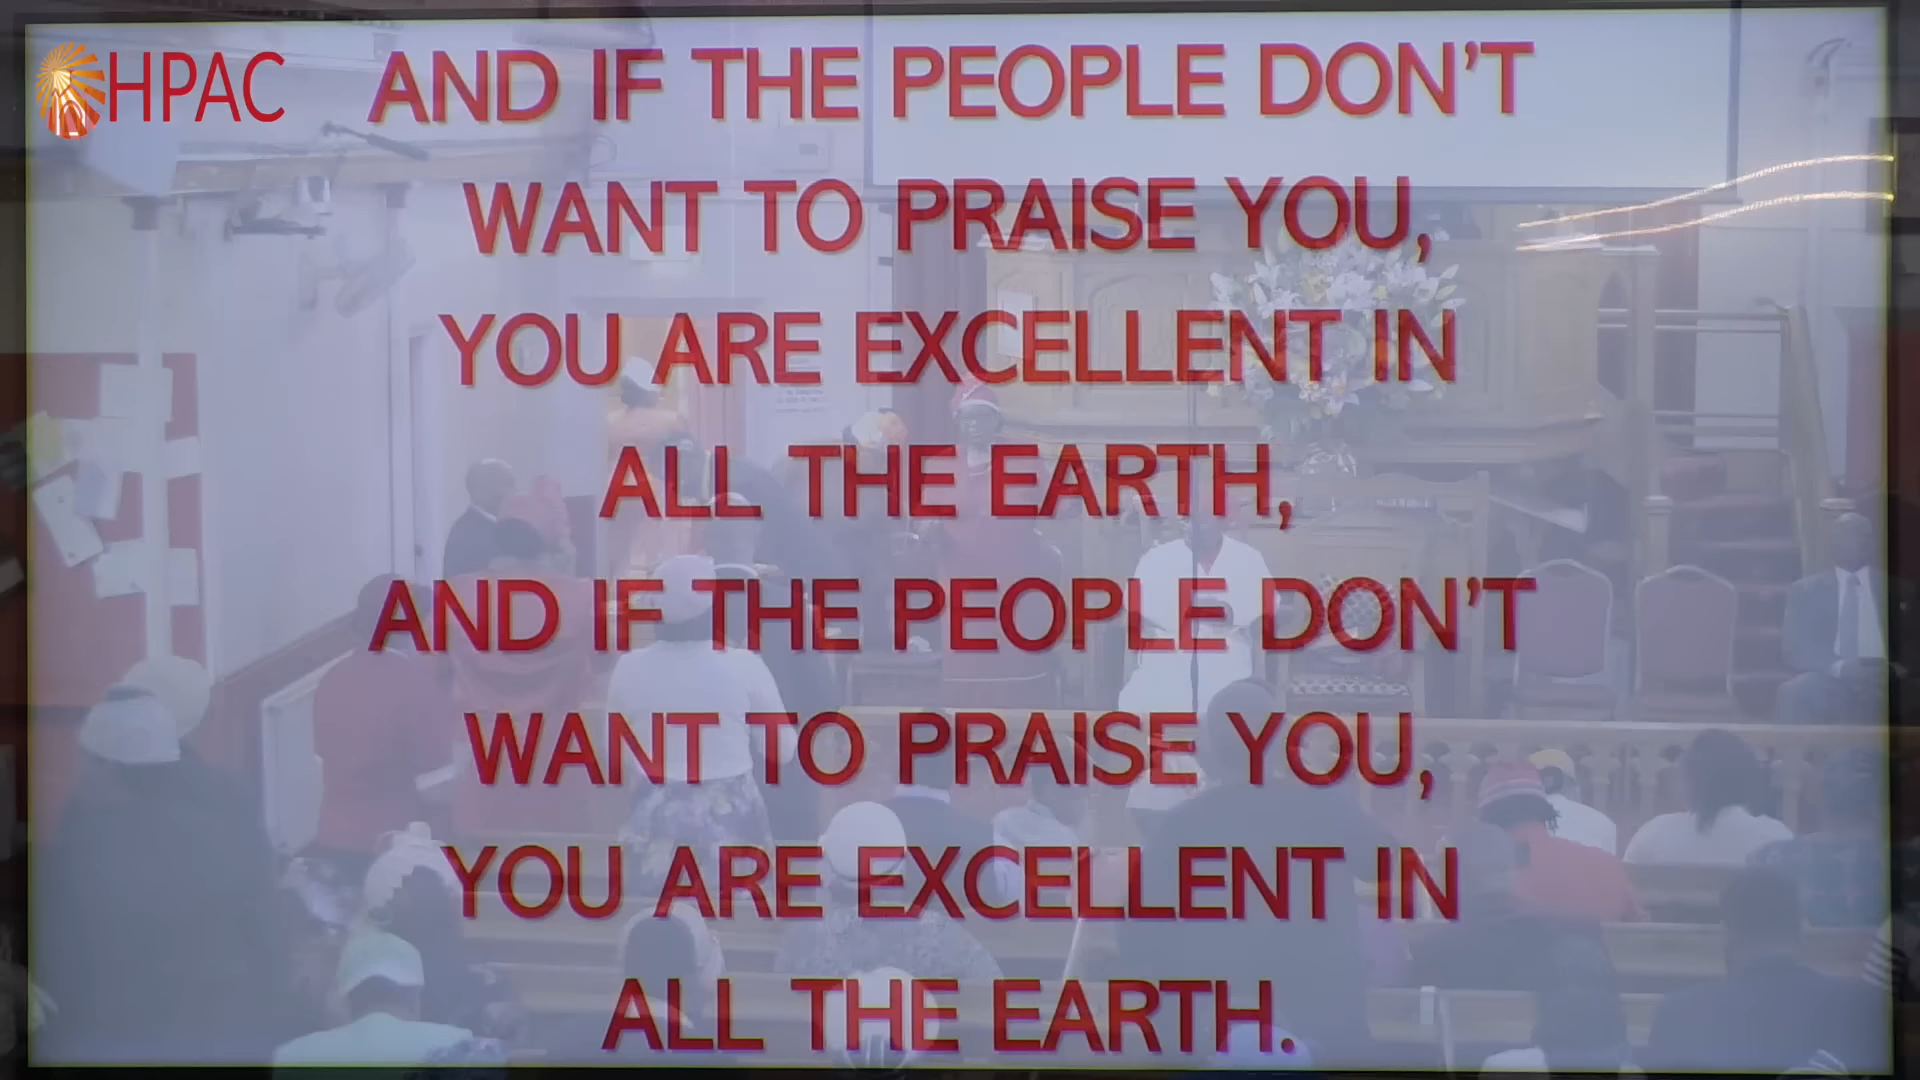 HPAC
AND IF THE PEOPLE DON'T
WANT TO PRAISE YOU,
YOU ARE EXCELLENT IN
ALL THE EARTH,
AND IF THE PEOPLE DON'T
WANT TO PRAISE YOU,
YOU ARE EXCELLENT IN
ALL THE EARTH.